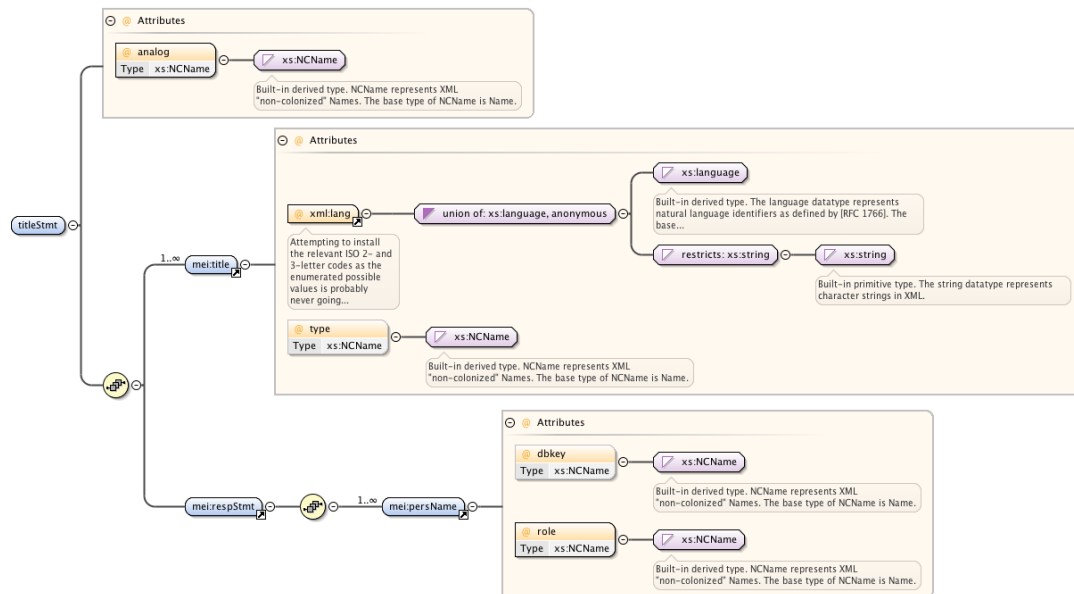 @ Attributes
@ analog
Type xs:NCName
xs:NCName
Built-in derived type. NCName represents XML
"non-colonized" Names. The base type of NCName is Name.
titleStmt
@ Attributes
1..∞
mei:title
@ xml:lang
Attempting to install
the relevant ISO 2- and
3-letter codes as the
enumerated possible
values is probably
never going...
union of: xs:language, anonymous
xs:language
Built-in derived type. The language datatype represents
natural language identifiers as defined by [RFC 1766]. The
base...
restricts: xs:string
xs:string
Built-in primitive type. The string datatype represents
character strings in XML.
@ type
Type xs:NCName
xs:NCName
Built-in derived type. NCName represents XML
"non-colonized" Names. The base type of NCName is Name.
mei:respStmt
1..∞
mei:persName
@ Attributes
@ dbkey
Type xs:NCName
xs:NCName
Built-in derived type. NCName represents XML
"non-colonized" Names. The base type of NCName is Name.
@ role
Type xs:NCName
xs:NCName
Built-in derived type. NCName represents XML
"non-colonized" Names. The base type of NCName is Name.